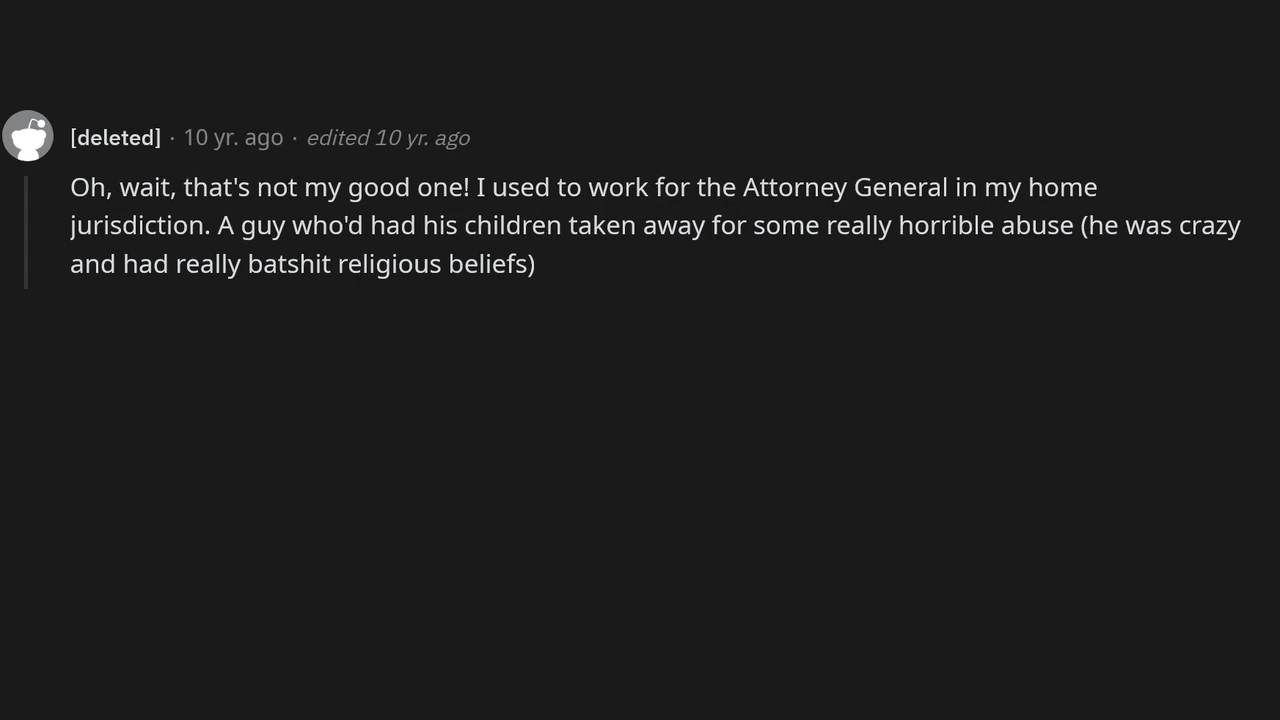 [deleted] · 10 yr. ago · edited 10 yr. ago
Oh, wait, that's not my good one! I used to work for the Attorney General in my home
jurisdiction. A guy who'd had his children taken away for some really horrible abuse (he was crazy
and had really batshit religious beliefs)